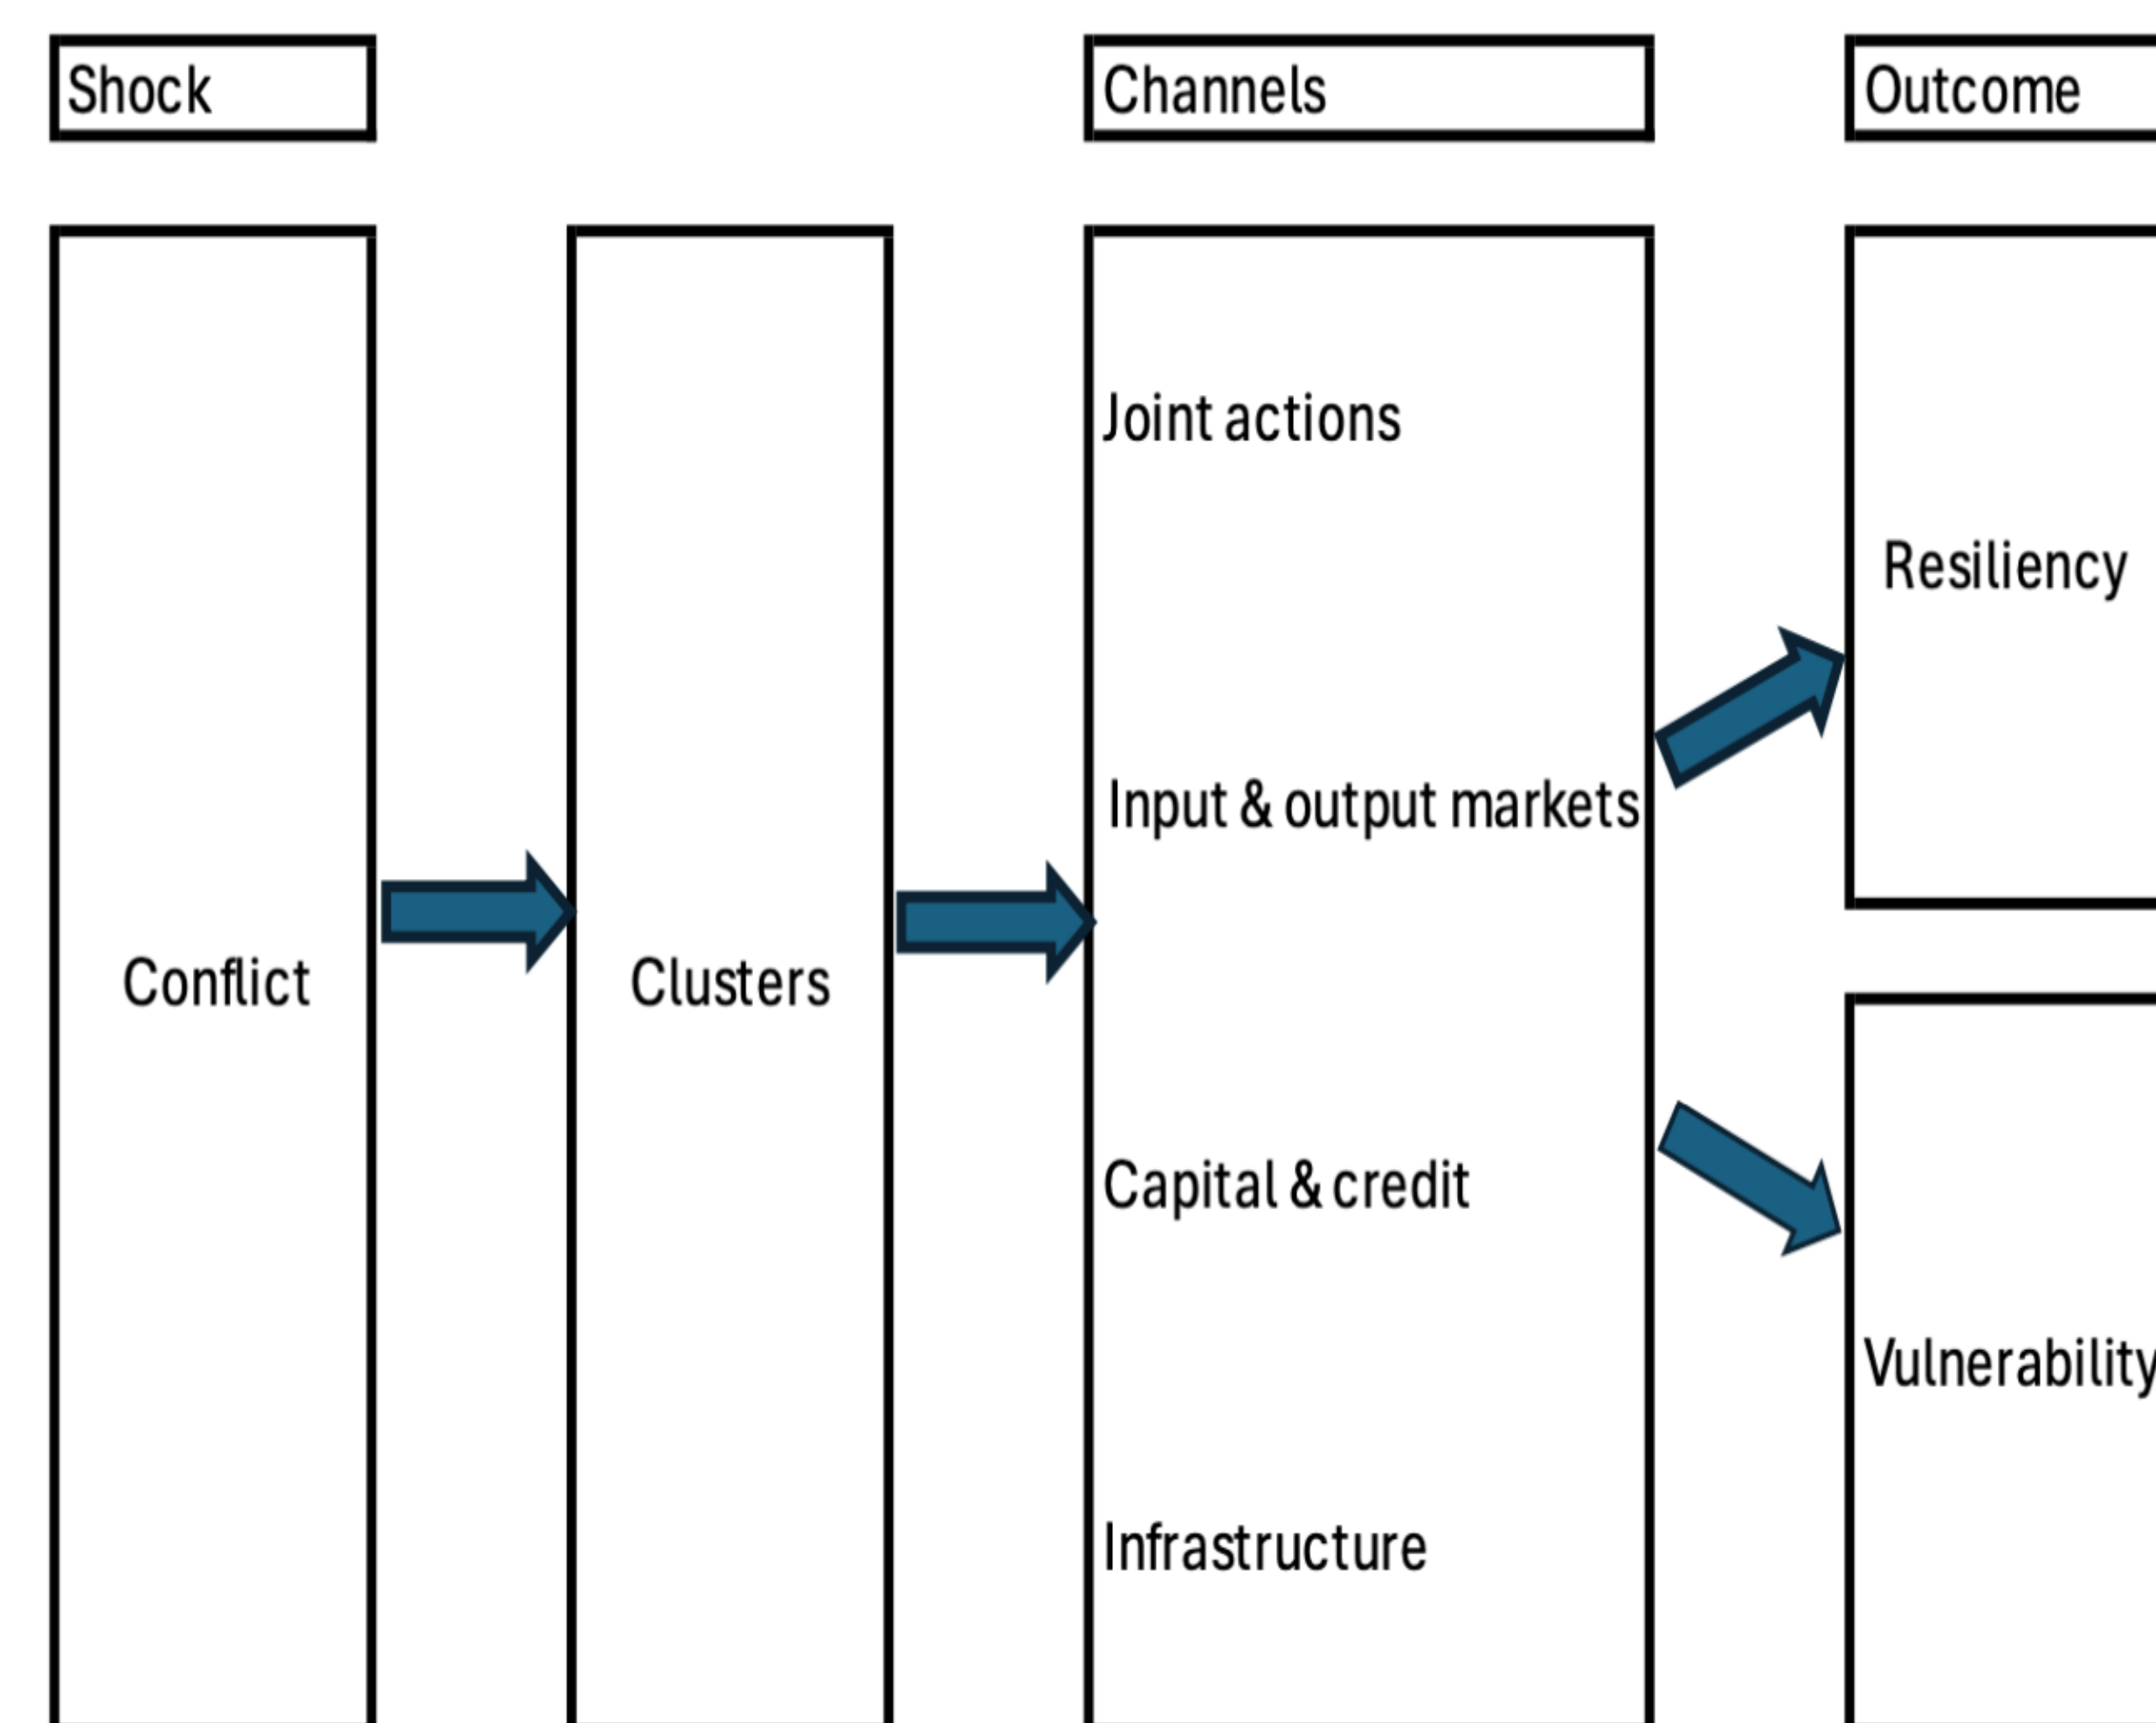 Shock
Channels
Outcome
Joint actions
Resiliency
Input & output markets
Conflict
Clusters
Capital & credit
Vulnerability
Infrastructure